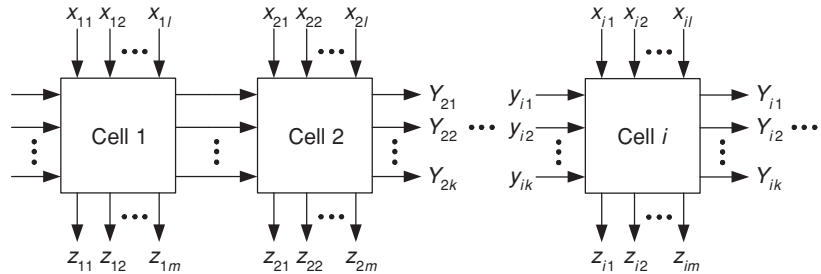 x11 x12 ••• x1l x21 x22 ••• x2l xi1 xi2 ••• xil
Y21 yi1 Yi1
Cell 1 Cell 2 Y22 ••• yi2 Cell i Yi2 •••
Y2k yik Yik
z11 z12 ••• z1m z21 z22 ••• z2m zi1 zi2 ••• zim